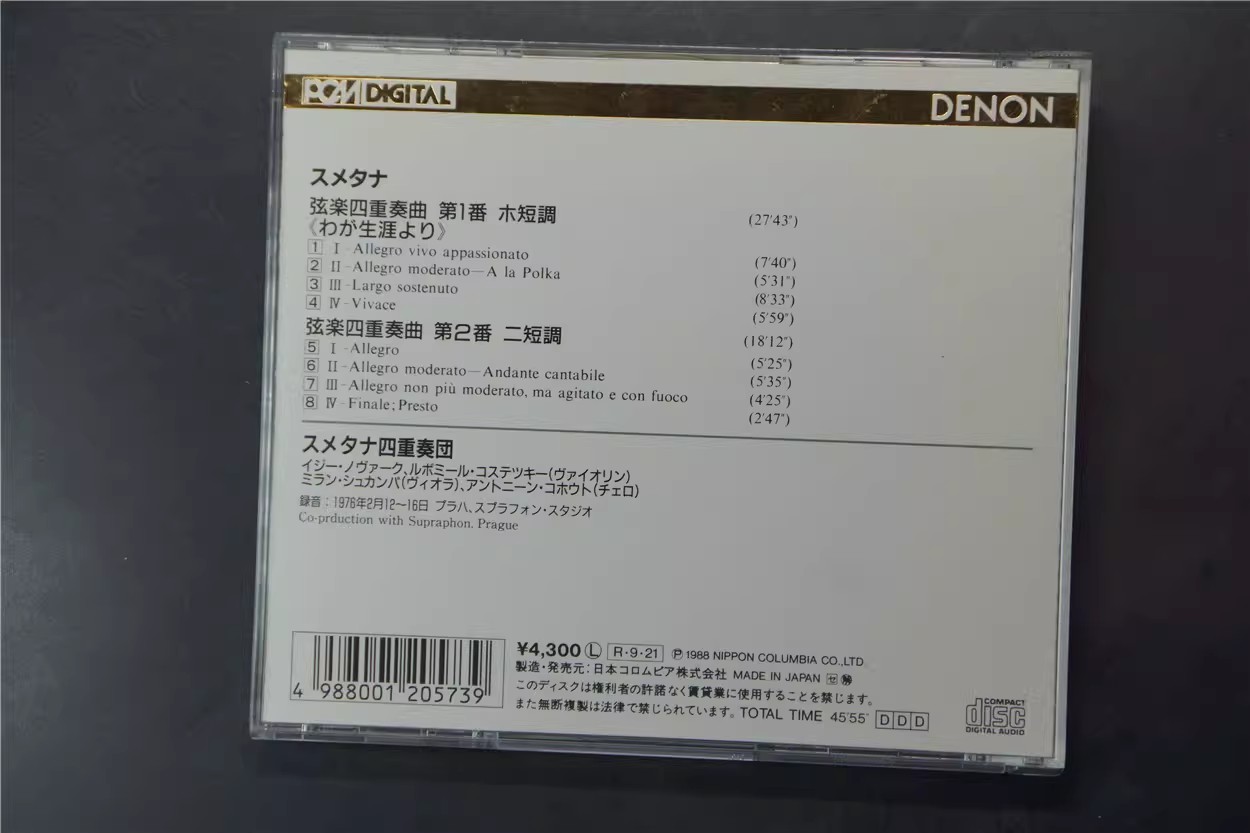 PCM DIGITAL
DENON
スメタナ
弦楽四重奏曲 第1番 ホ短調 (27′43″)
《わが生涯より》
1 I-Allegro vivo appassionato (7′40″)
2 II-Allegro moderato—A la Polka (5′31″)
3 III-Largo sostenuto (8′33″)
4 IV-Vivace (5′59″)
弦楽四重奏曲 第2番 ニ短調 (18′12″)
5 I-Allegro (5′25″)
6 II-Allegro moderato—Andante cantabile (5′35″)
7 III-Allegro non più moderato, ma agitato e con fuoco (4′25″)
8 IV-Finale; Presto (2′47″)
スメタナ四重奏団
イジー・ノヴァーク、ルボミール・コステツキー(ヴァイオリン)
ミラン・シュカンパ(ヴィオラ)、アントニーン・コホウト(チェロ)
録音：1976年2月12〜16日 プラハ、スプラフォン・スタジオ
Co-prduction with Supraphon, Prague
4 988001 205739
¥4,300 Ⓛ R・9・21 Ⓟ 1988 NIPPON COLUMBIA CO.,LTD.
製造・発売元：日本コロムビア株式会社 MADE IN JAPAN セ
このディスクは権利者の許諾なく賃貸業に使用することを禁じます。
また無断複製は法律で禁じられています。TOTAL TIME 45′55″ DDD
COMPACT
disc
DIGITAL AUDIO